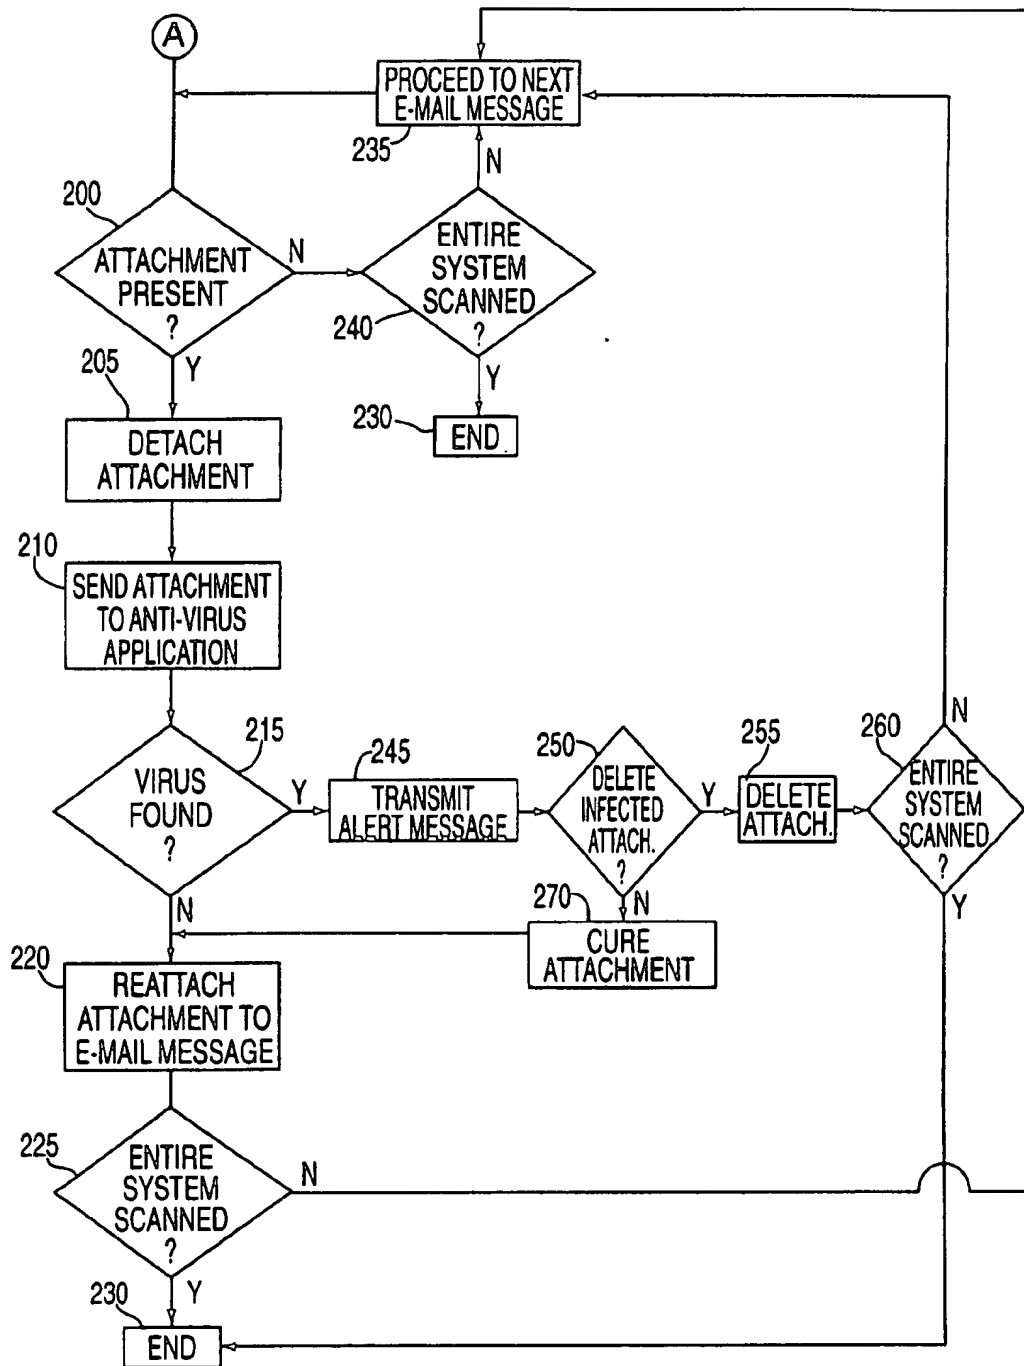 A
PROCEED TO NEXT
E-MAIL MESSAGE
235
N
200
ATTACHMENT
PRESENT
?
N
ENTIRE
SYSTEM
SCANNED
?
240
Y
205
Y
230
END
DETACH
ATTACHMENT
210
SEND ATTACHMENT
TO ANTI-VIRUS
APPLICATION
215
VIRUS
FOUND
?
Y
245
TRANSMIT
ALERT MESSAGE
250
DELETE
INFECTED
ATTACH.
?
Y
255
DELETE
ATTACH.
260
N
ENTIRE
SYSTEM
SCANNED
?
Y
N
270
N
CURE
ATTACHMENT
220
REATTACH
ATTACHMENT TO
E-MAIL MESSAGE
225
ENTIRE
SYSTEM
SCANNED
?
N
Y
230
END